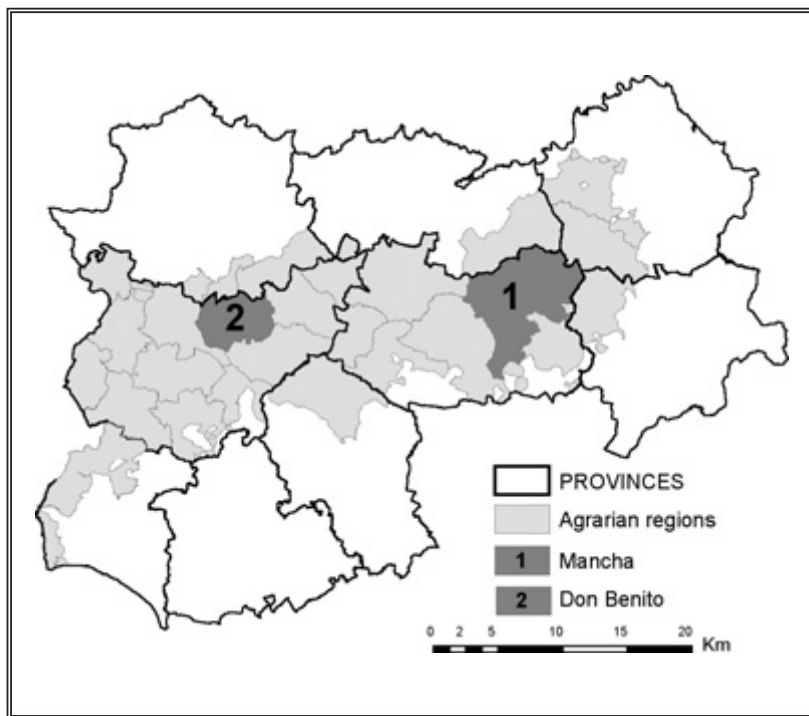 1
2
PROVINCES
Agrarian regions
1 Mancha
2 Don Benito
0 2 5 10 15 20
Km